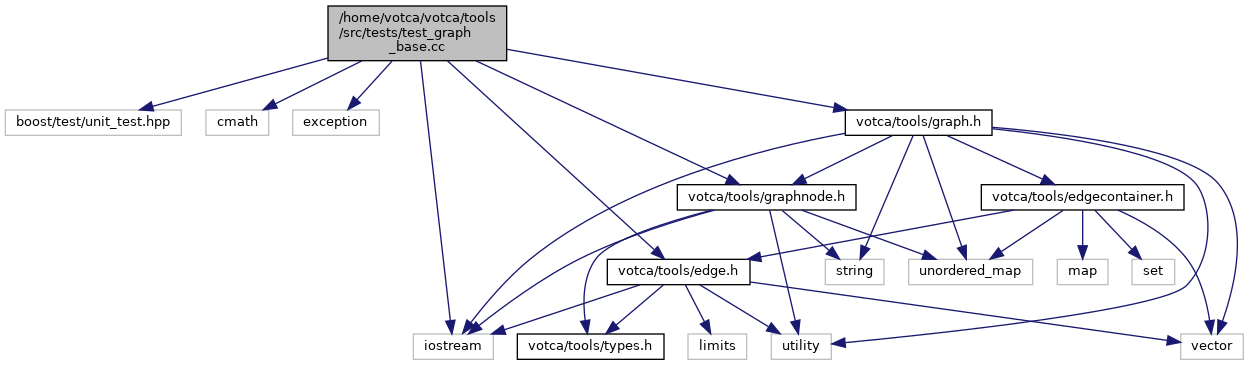 /home/votca/votca/tools
/src/tests/test_graph
_base.cc
boost/test/unit_test.hpp
cmath
exception
votca/tools/graph.h
votca/tools/graphnode.h
votca/tools/edgecontainer.h
votca/tools/edge.h
string
unordered_map
map
set
iostream
votca/tools/types.h
limits
utility
vector